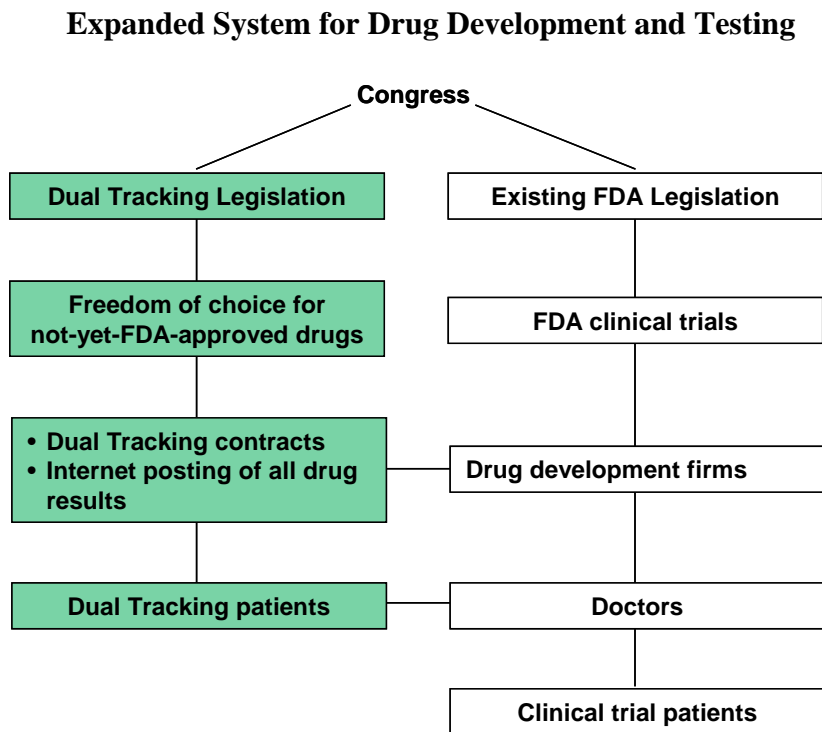 Expanded System for Drug Development and Testing
Congress
Dual Tracking Legislation
Existing FDA Legislation
Freedom of choice for
not-yet-FDA-approved drugs
FDA clinical trials
• Dual Tracking contracts
• Internet posting of all drug
results
Drug development firms
Dual Tracking patients
Doctors
Clinical trial patients